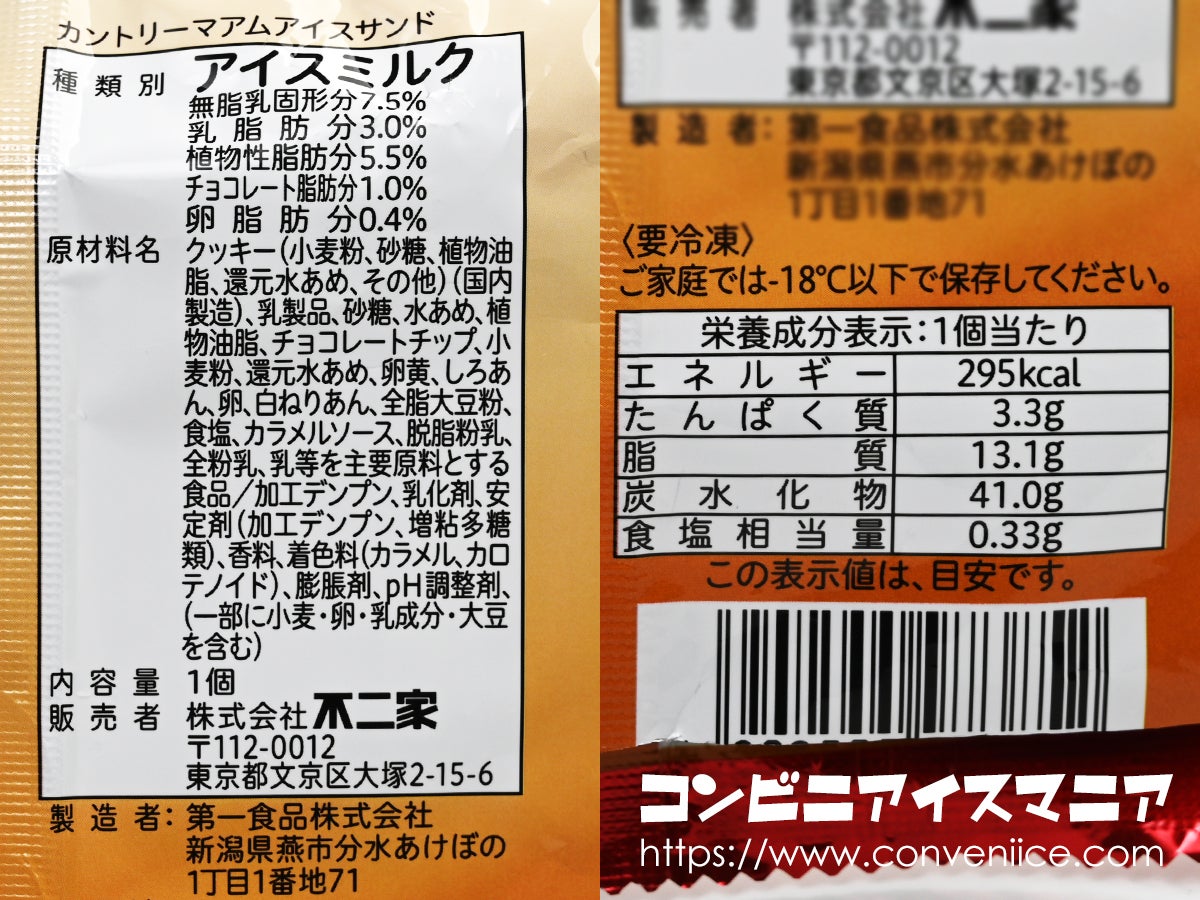 カントリーマアムアイスサンド
種類別 アイスミルク
無脂乳固形分7.5%
乳脂肪分3.0%
植物性脂肪分5.5%
チョコレート脂肪分1.0%
卵脂肪分0.4%
原材料名 クッキー(小麦粉、砂糖、植物油
脂、還元水あめ、その他)(国内
製造)、乳製品、砂糖、水あめ、植
物油脂、チョコレートチップ、小
麦粉、還元水あめ、卵黄、しろあ
ん、卵、白ねりあん、全脂大豆粉、
食塩、カラメルソース、脱脂粉乳、
全粉乳、乳等を主要原料とする
食品/加工デンプン、乳化剤、安
定剤(加工デンプン、増粘多糖
類)、香料、着色料(カラメル、カロ
テノイド)、膨脹剤、pH調整剤、
(一部に小麦・卵・乳成分・大豆
を含む)
内容量 1個
販売者 株式会社不二家
〒112-0012
東京都文京区大塚2-15-6
製造者:第一食品株式会社
新潟県燕市分水あけぼの
1丁目1番地71
販売者 株式会社不二家
〒112-0012
東京都文京区大塚2-15-6
製造者:第一食品株式会社
新潟県燕市分水あけぼの
1丁目1番地71
〈要冷凍〉
ご家庭では-18℃以下で保存してください。
栄養成分表示:1個当たり
エネルギー 295kcal
たんぱく質 3.3g
脂質 13.1g
炭水化物 41.0g
食塩相当量 0.33g
この表示値は、目安です。
コンビニアイスマニア
https://www.conveniice.com